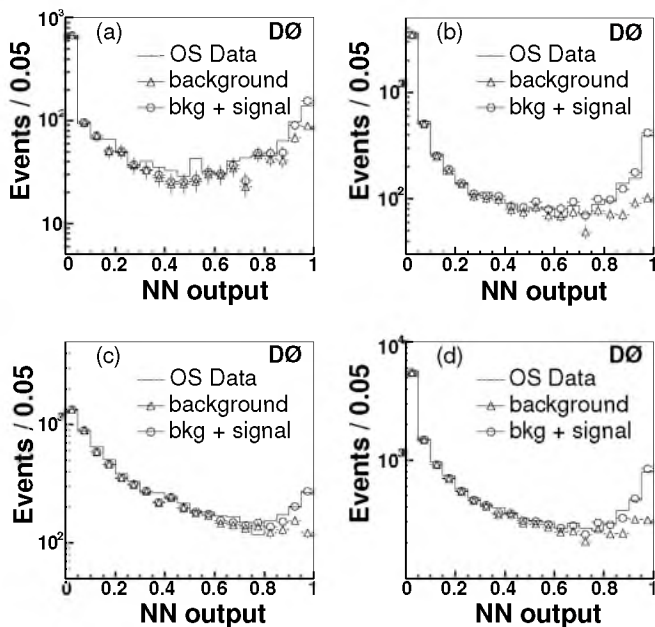 (a) DØ
OS Data
background
bkg + signal
Events / 0.05
10³
10²
10
0 0.2 0.4 0.6 0.8 1
NN output
(b) DØ
OS Data
background
bkg + signal
Events / 0.05
10³
10²
0 0.2 0.4 0.6 0.8 1
NN output
(c) DØ
OS Data
background
bkg + signal
Events / 0.05
10³
10²
0 0.2 0.4 0.6 0.8 1
NN output
(d) DØ
OS Data
background
bkg + signal
Events / 0.05
10⁴
10³
0 0.2 0.4 0.6 0.8 1
NN output